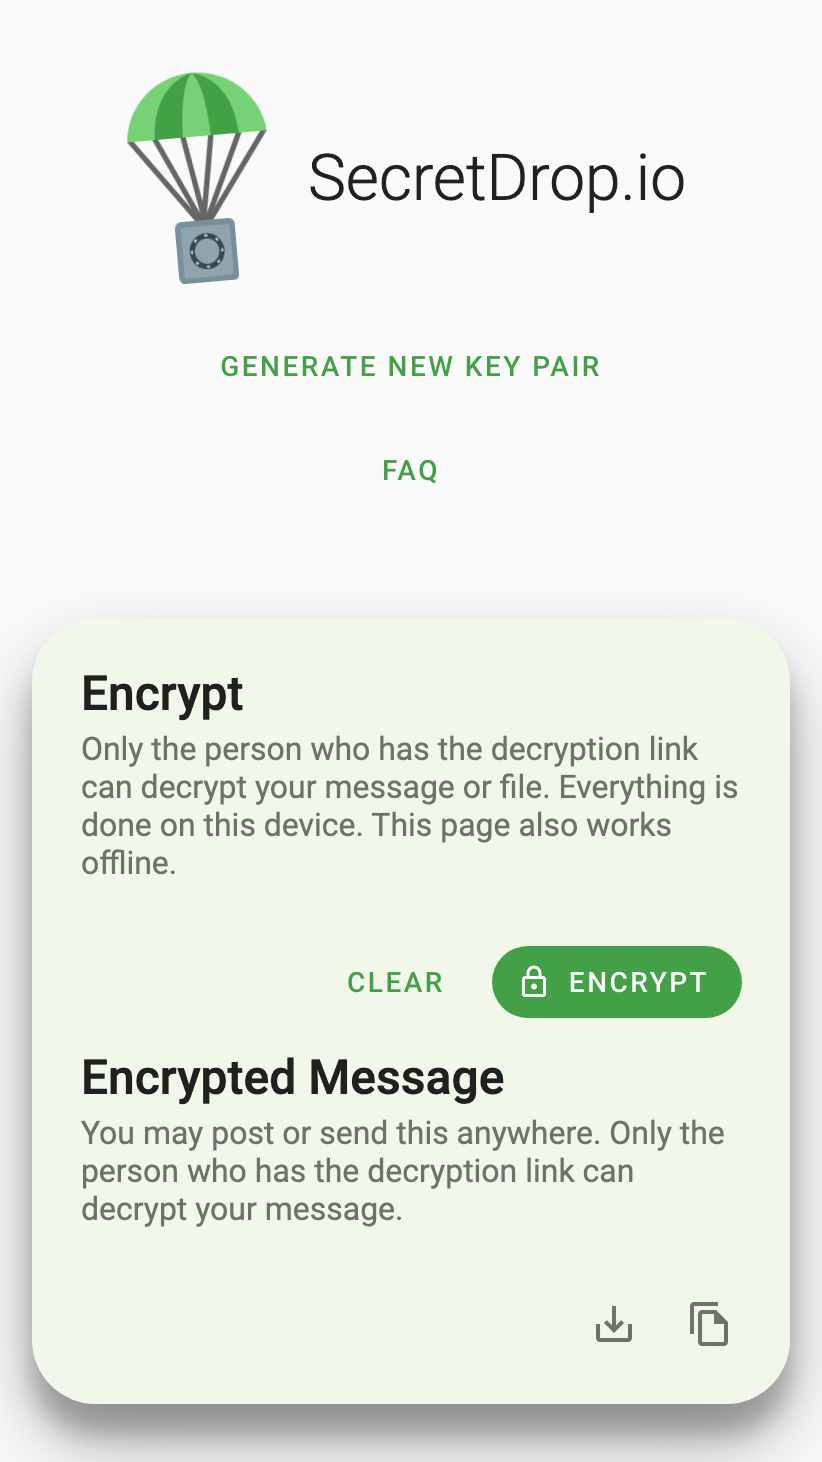 SecretDrop.io
GENERATE NEW KEY PAIR
FAQ
Encrypt
Only the person who has the decryption link
can decrypt your message or file. Everything is
done on this device. This page also works
offline.
CLEAR
ENCRYPT
Encrypted Message
You may post or send this anywhere. Only the
person who has the decryption link can
decrypt your message.